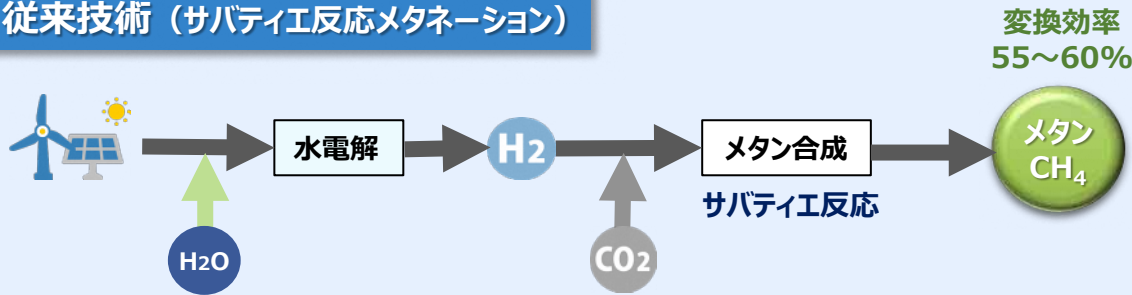 従来技術（サバティエ反応メタネーション）
変換効率
55～60%
水電解
H2
メタン合成
メタン
CH₄
サバティエ反応
H2O
CO2